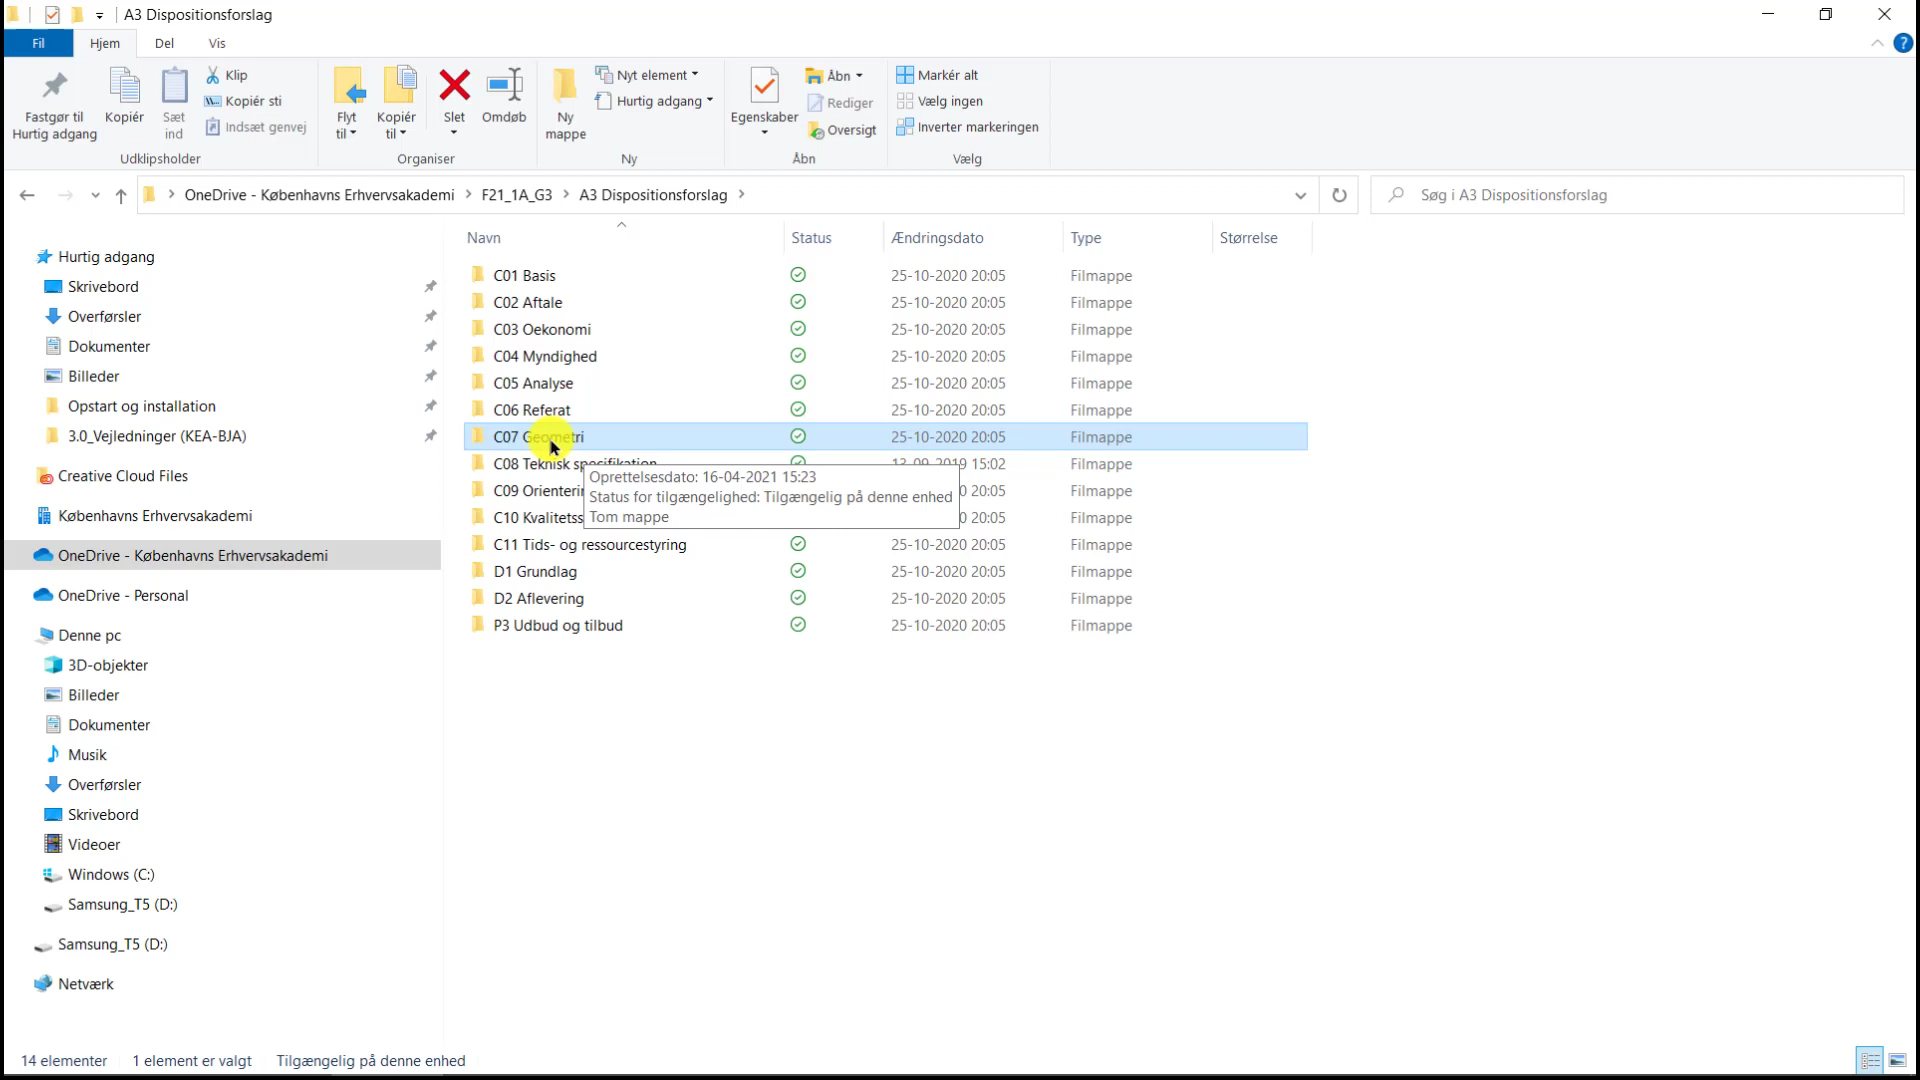 A3 Dispositionsforslag
Fil Hjem Del Vis
Fastgør til Hurtig adgang
Kopiér
Sæt ind
Klip
Kopiér sti
Indsæt genvej
Udklipsholder
Flyt til
Kopiér til
Slet
Omdøb
Organiser
Ny mappe
Nyt element
Hurtig adgang
Ny
Egenskaber
Åbn
Rediger
Oversigt
Åbn
Markér alt
Vælg ingen
Inverter markeringen
Vælg
OneDrive - Københavns Erhvervsakademi F21_1A_G3 A3 Dispositionsforslag
Søg i A3 Dispositionsforslag
Hurtig adgang
Skrivebord
Overførsler
Dokumenter
Billeder
Opstart og installation
3.0_Vejledninger (KEA-BJA)
Creative Cloud Files
Københavns Erhvervsakademi
OneDrive - Københavns Erhvervsakademi
OneDrive - Personal
Denne pc
3D-objekter
Billeder
Dokumenter
Musik
Overførsler
Skrivebord
Videoer
Windows (C:)
Samsung_T5 (D:)
Samsung_T5 (D:)
Netværk
Navn Status Ændringsdato Type Størrelse
C01 Basis 25-10-2020 20:05 Filmappe
C02 Aftale 25-10-2020 20:05 Filmappe
C03 Oekonomi 25-10-2020 20:05 Filmappe
C04 Myndighed 25-10-2020 20:05 Filmappe
C05 Analyse 25-10-2020 20:05 Filmappe
C06 Referat 25-10-2020 20:05 Filmappe
C07 Geometri 25-10-2020 20:05 Filmappe
C08 Teknisk specifikation 13-09-2019 15:02 Filmappe
C09 Orienterin 0 20:05 Filmappe
C10 Kvalitetss 0 20:05 Filmappe
C11 Tids- og ressourcestyring 25-10-2020 20:05 Filmappe
D1 Grundlag 25-10-2020 20:05 Filmappe
D2 Aflevering 25-10-2020 20:05 Filmappe
P3 Udbud og tilbud 25-10-2020 20:05 Filmappe
Oprettelsesdato: 16-04-2021 15:23
Status for tilgængelighed: Tilgængelig på denne enhed
Tom mappe
14 elementer 1 element er valgt Tilgængelig på denne enhed